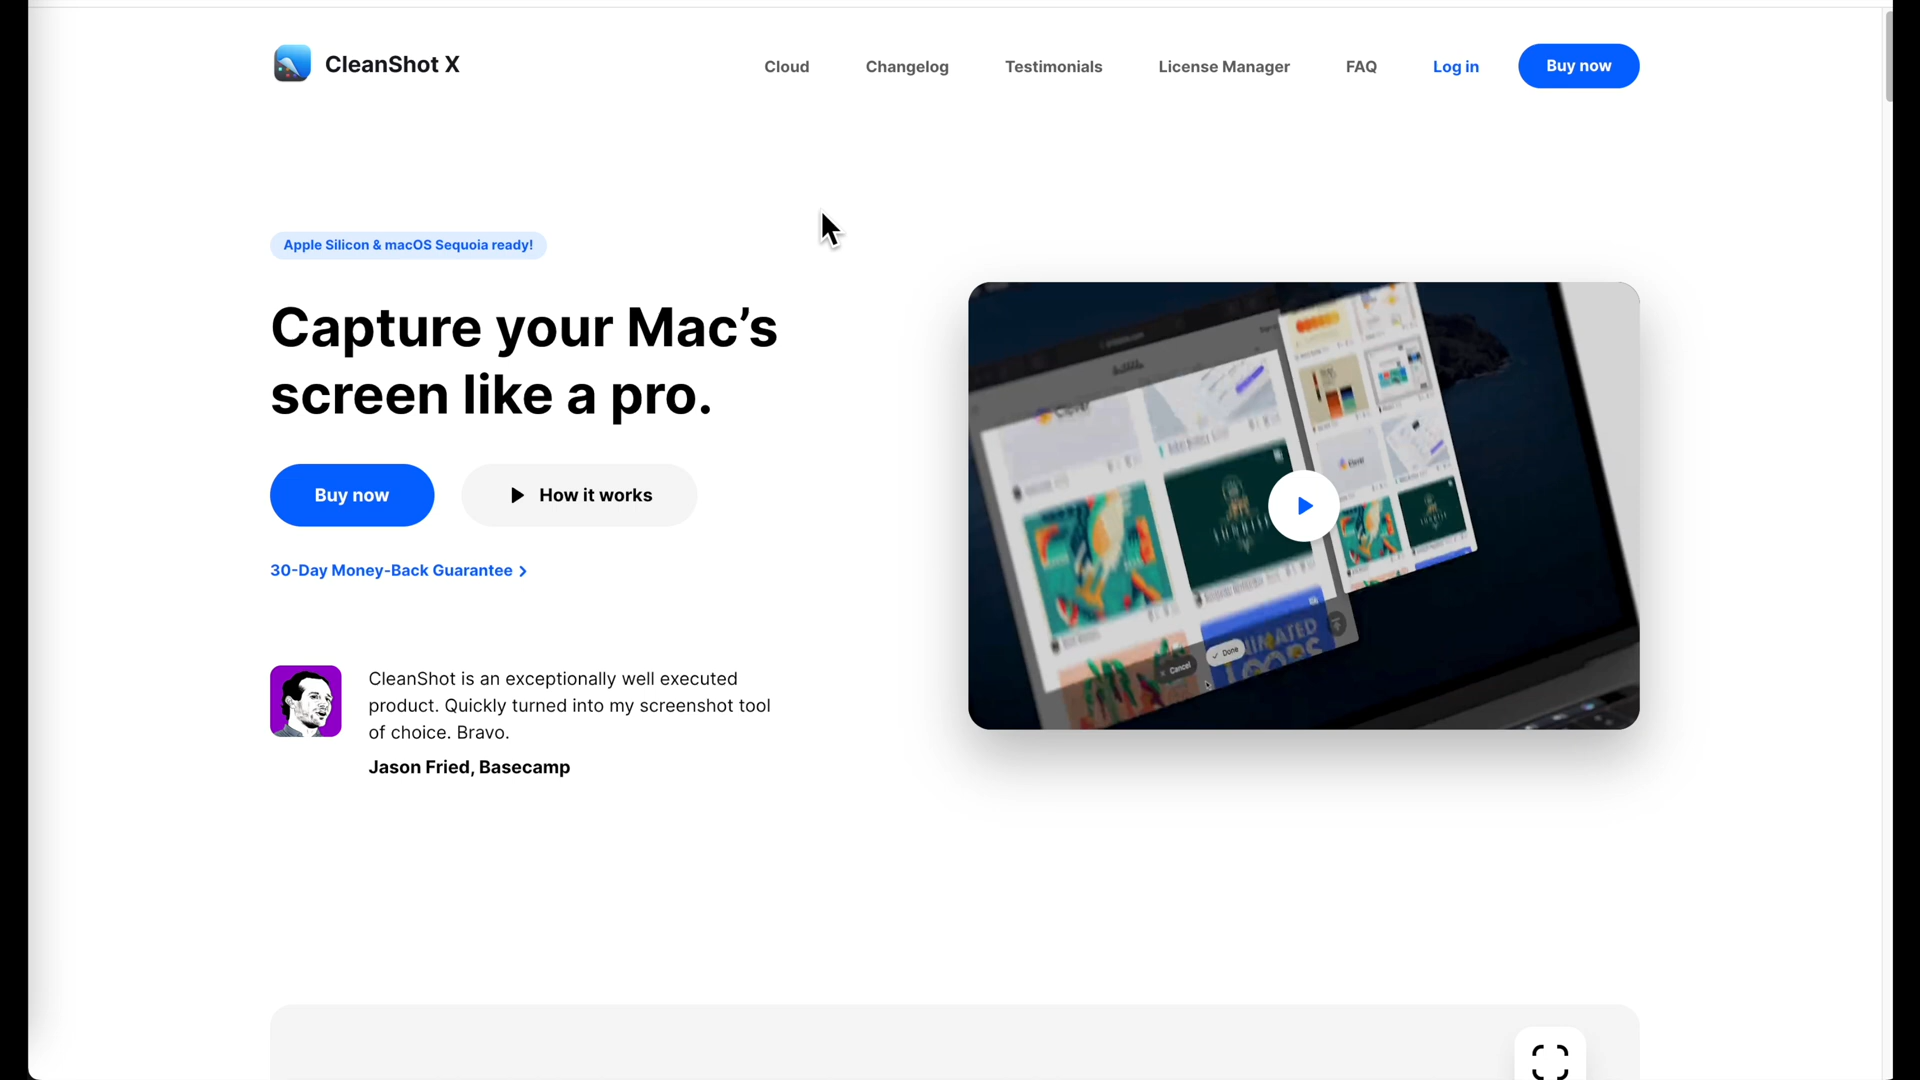 CleanShot X
Cloud
Changelog
Testimonials
License Manager
FAQ
Log in
Buy now
Apple Silicon & macOS Sequoia ready!
Capture your Mac’s
screen like a pro.
Buy now
How it works
30-Day Money-Back Guarantee
CleanShot is an exceptionally well executed
product. Quickly turned into my screenshot tool
of choice. Bravo.
Jason Fried, Basecamp
Cancel
Done